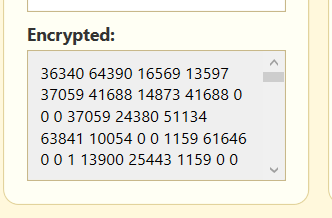 Encrypted:
36340 64390 16569 13597
37059 41688 14873 41688 0
0 0 37059 24380 51134
63841 10054 0 0 1159 61646
0 0 1 13900 25443 1159 0 0